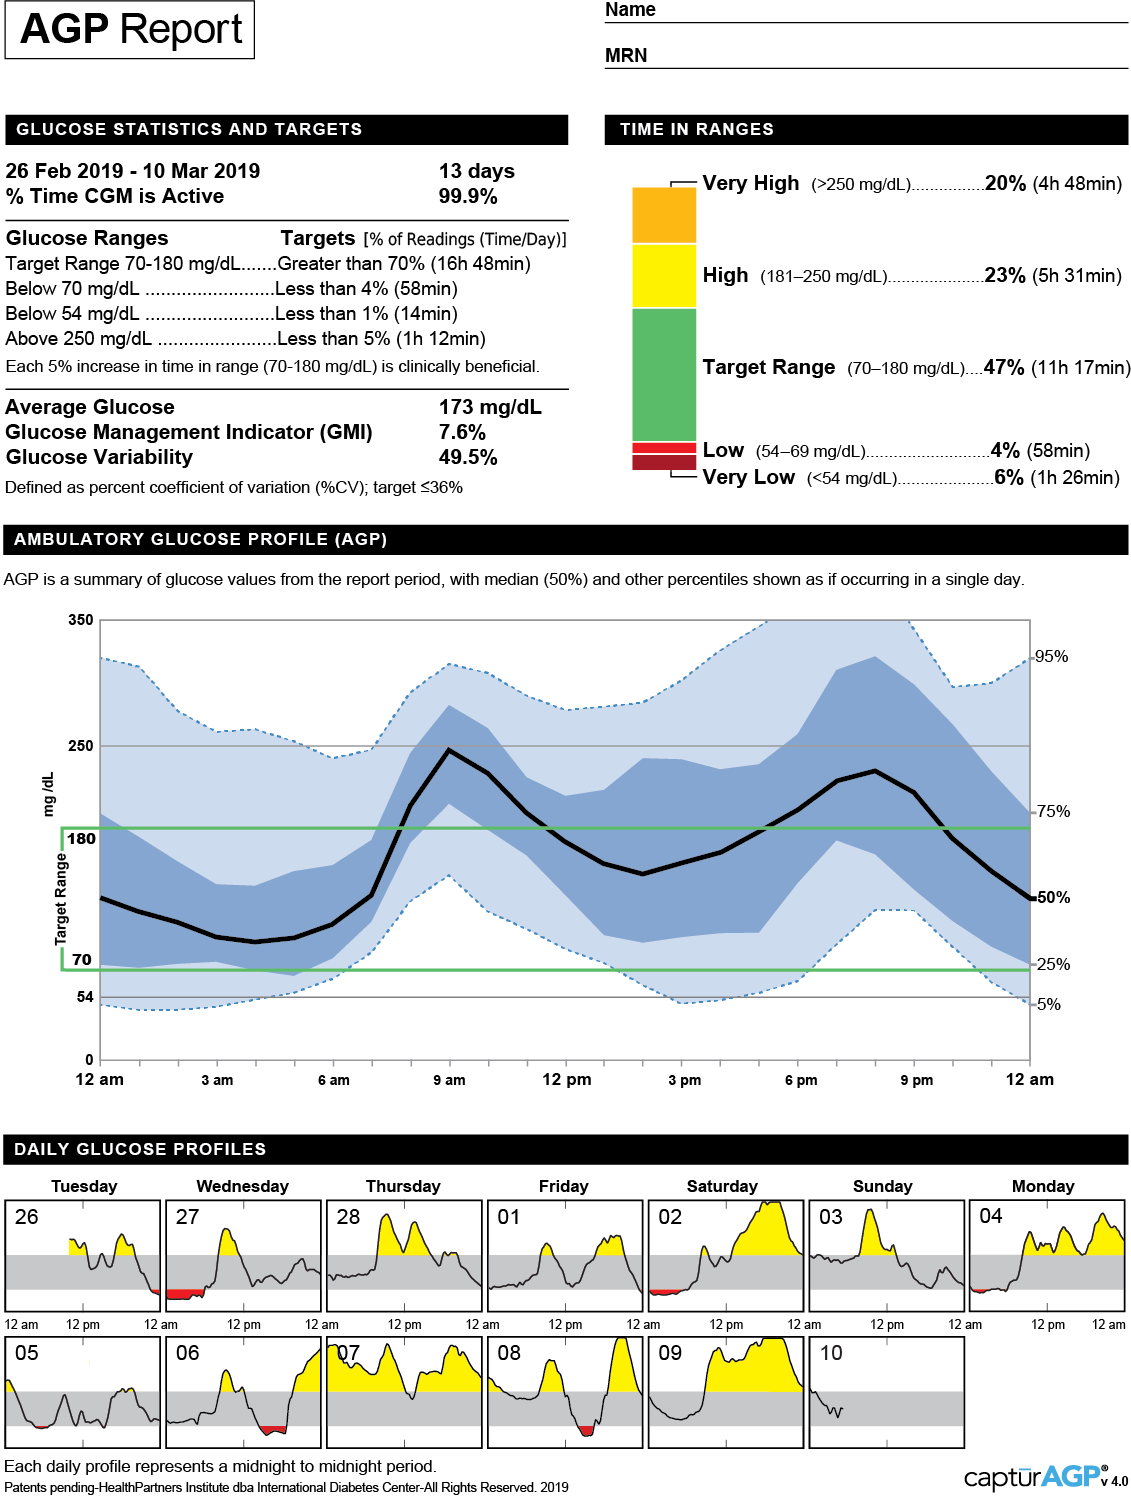 AGP Report
Name
MRN
GLUCOSE STATISTICS AND TARGETS
26 Feb 2019 - 10 Mar 2019 13 days
% Time CGM is Active 99.9%
Glucose Ranges Targets [% of Readings (Time/Day)]
Target Range 70-180 mg/dL.......Greater than 70% (16h 48min)
Below 70 mg/dL .........................Less than 4% (58min)
Below 54 mg/dL .........................Less than 1% (14min)
Above 250 mg/dL .......................Less than 5% (1h 12min)
Each 5% increase in time in range (70-180 mg/dL) is clinically beneficial.
Average Glucose 173 mg/dL
Glucose Management Indicator (GMI) 7.6%
Glucose Variability 49.5%
Defined as percent coefficient of variation (%CV); target ≤36%
TIME IN RANGES
Very High (>250 mg/dL)................20% (4h 48min)
High (181–250 mg/dL).....................23% (5h 31min)
Target Range (70–180 mg/dL)....47% (11h 17min)
Low (54–69 mg/dL)..........................4% (58min)
Very Low (<54 mg/dL).....................6% (1h 26min)
AMBULATORY GLUCOSE PROFILE (AGP)
AGP is a summary of glucose values from the report period, with median (50%) and other percentiles shown as if occurring in a single day.
350
95%
250
mg/dL
75%
180
Target Range
50%
70
25%
54
5%
0
12 am 3 am 6 am 9 am 12 pm 3 pm 6 pm 9 pm 12 am
DAILY GLUCOSE PROFILES
Tuesday Wednesday Thursday Friday Saturday Sunday Monday
26 27 28 01 02 03 04
12 am 12 pm 12 am 12 pm 12 am 12 pm 12 am 12 pm 12 am 12 pm 12 am 12 pm 12 am 12 pm 12 am
05 06 07 08 09 10
Each daily profile represents a midnight to midnight period.
Patents pending-HealthPartners Institute dba International Diabetes Center-All Rights Reserved. 2019
captūrAGP® v 4.0